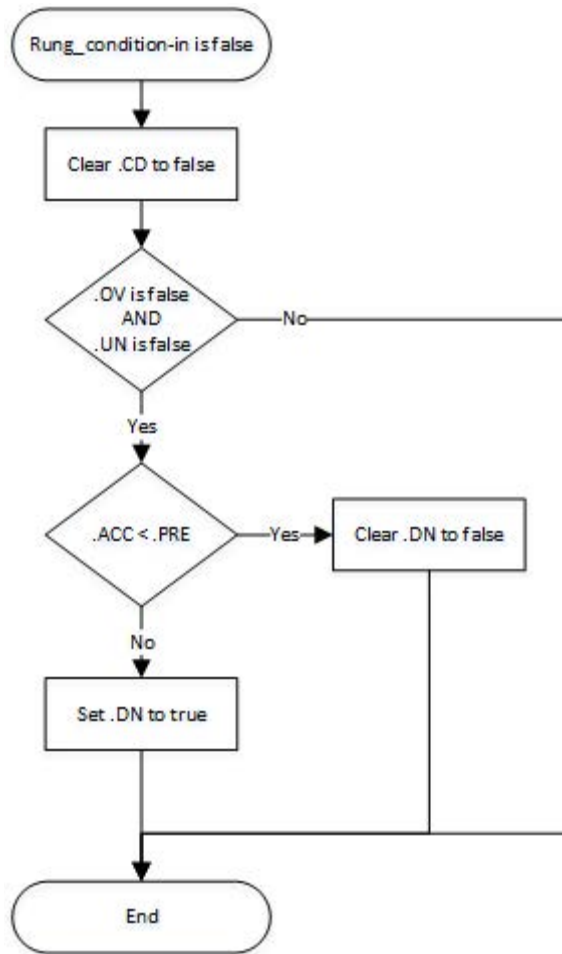 Rung_condition-in is false
Clear .CD to false
.OV is false
AND
.UN is false
No
Yes
.ACC < .PRE
Yes
Clear .DN to false
No
Set .DN to true
End